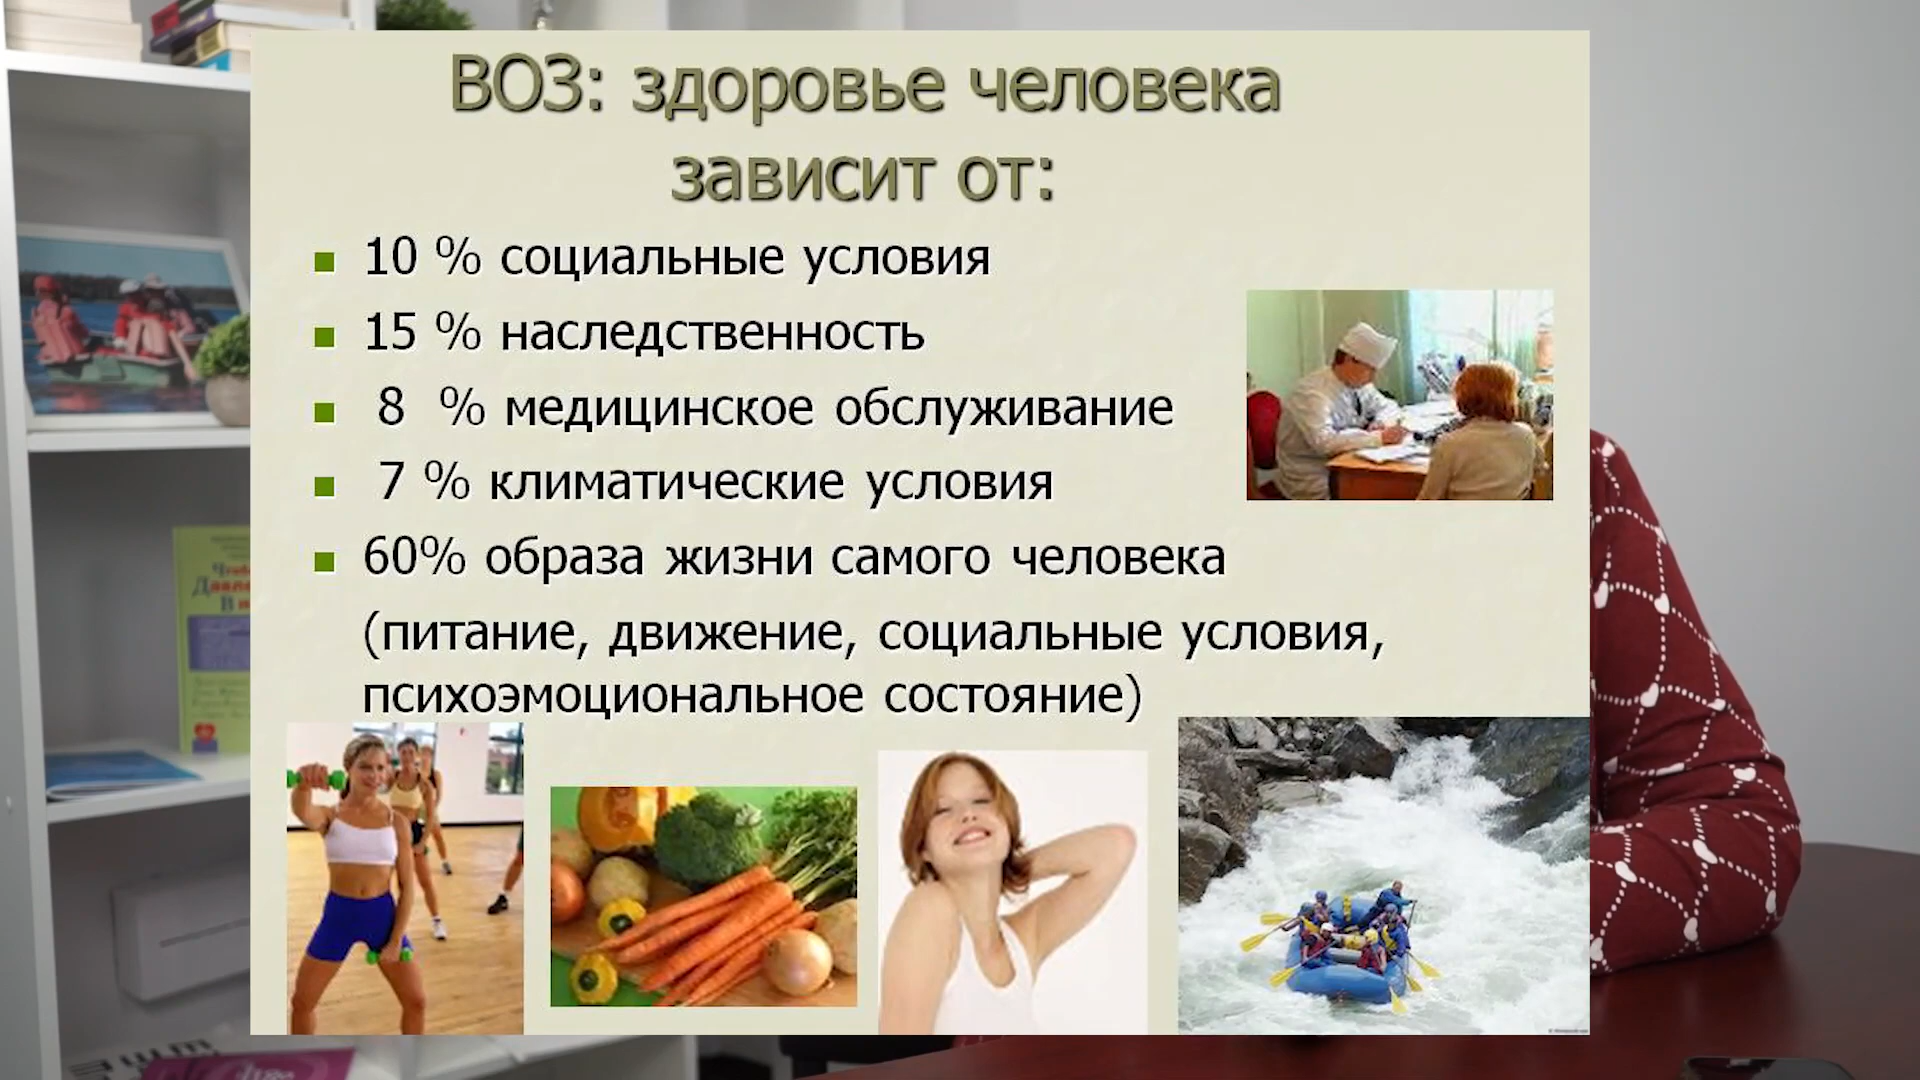 ВОЗ: здоровье человека
зависит от:
10 % социальные условия
15 % наследственность
8 % медицинское обслуживание
7 % климатические условия
60% образа жизни самого человека
(питание, движение, социальные условия,
психоэмоциональное состояние)